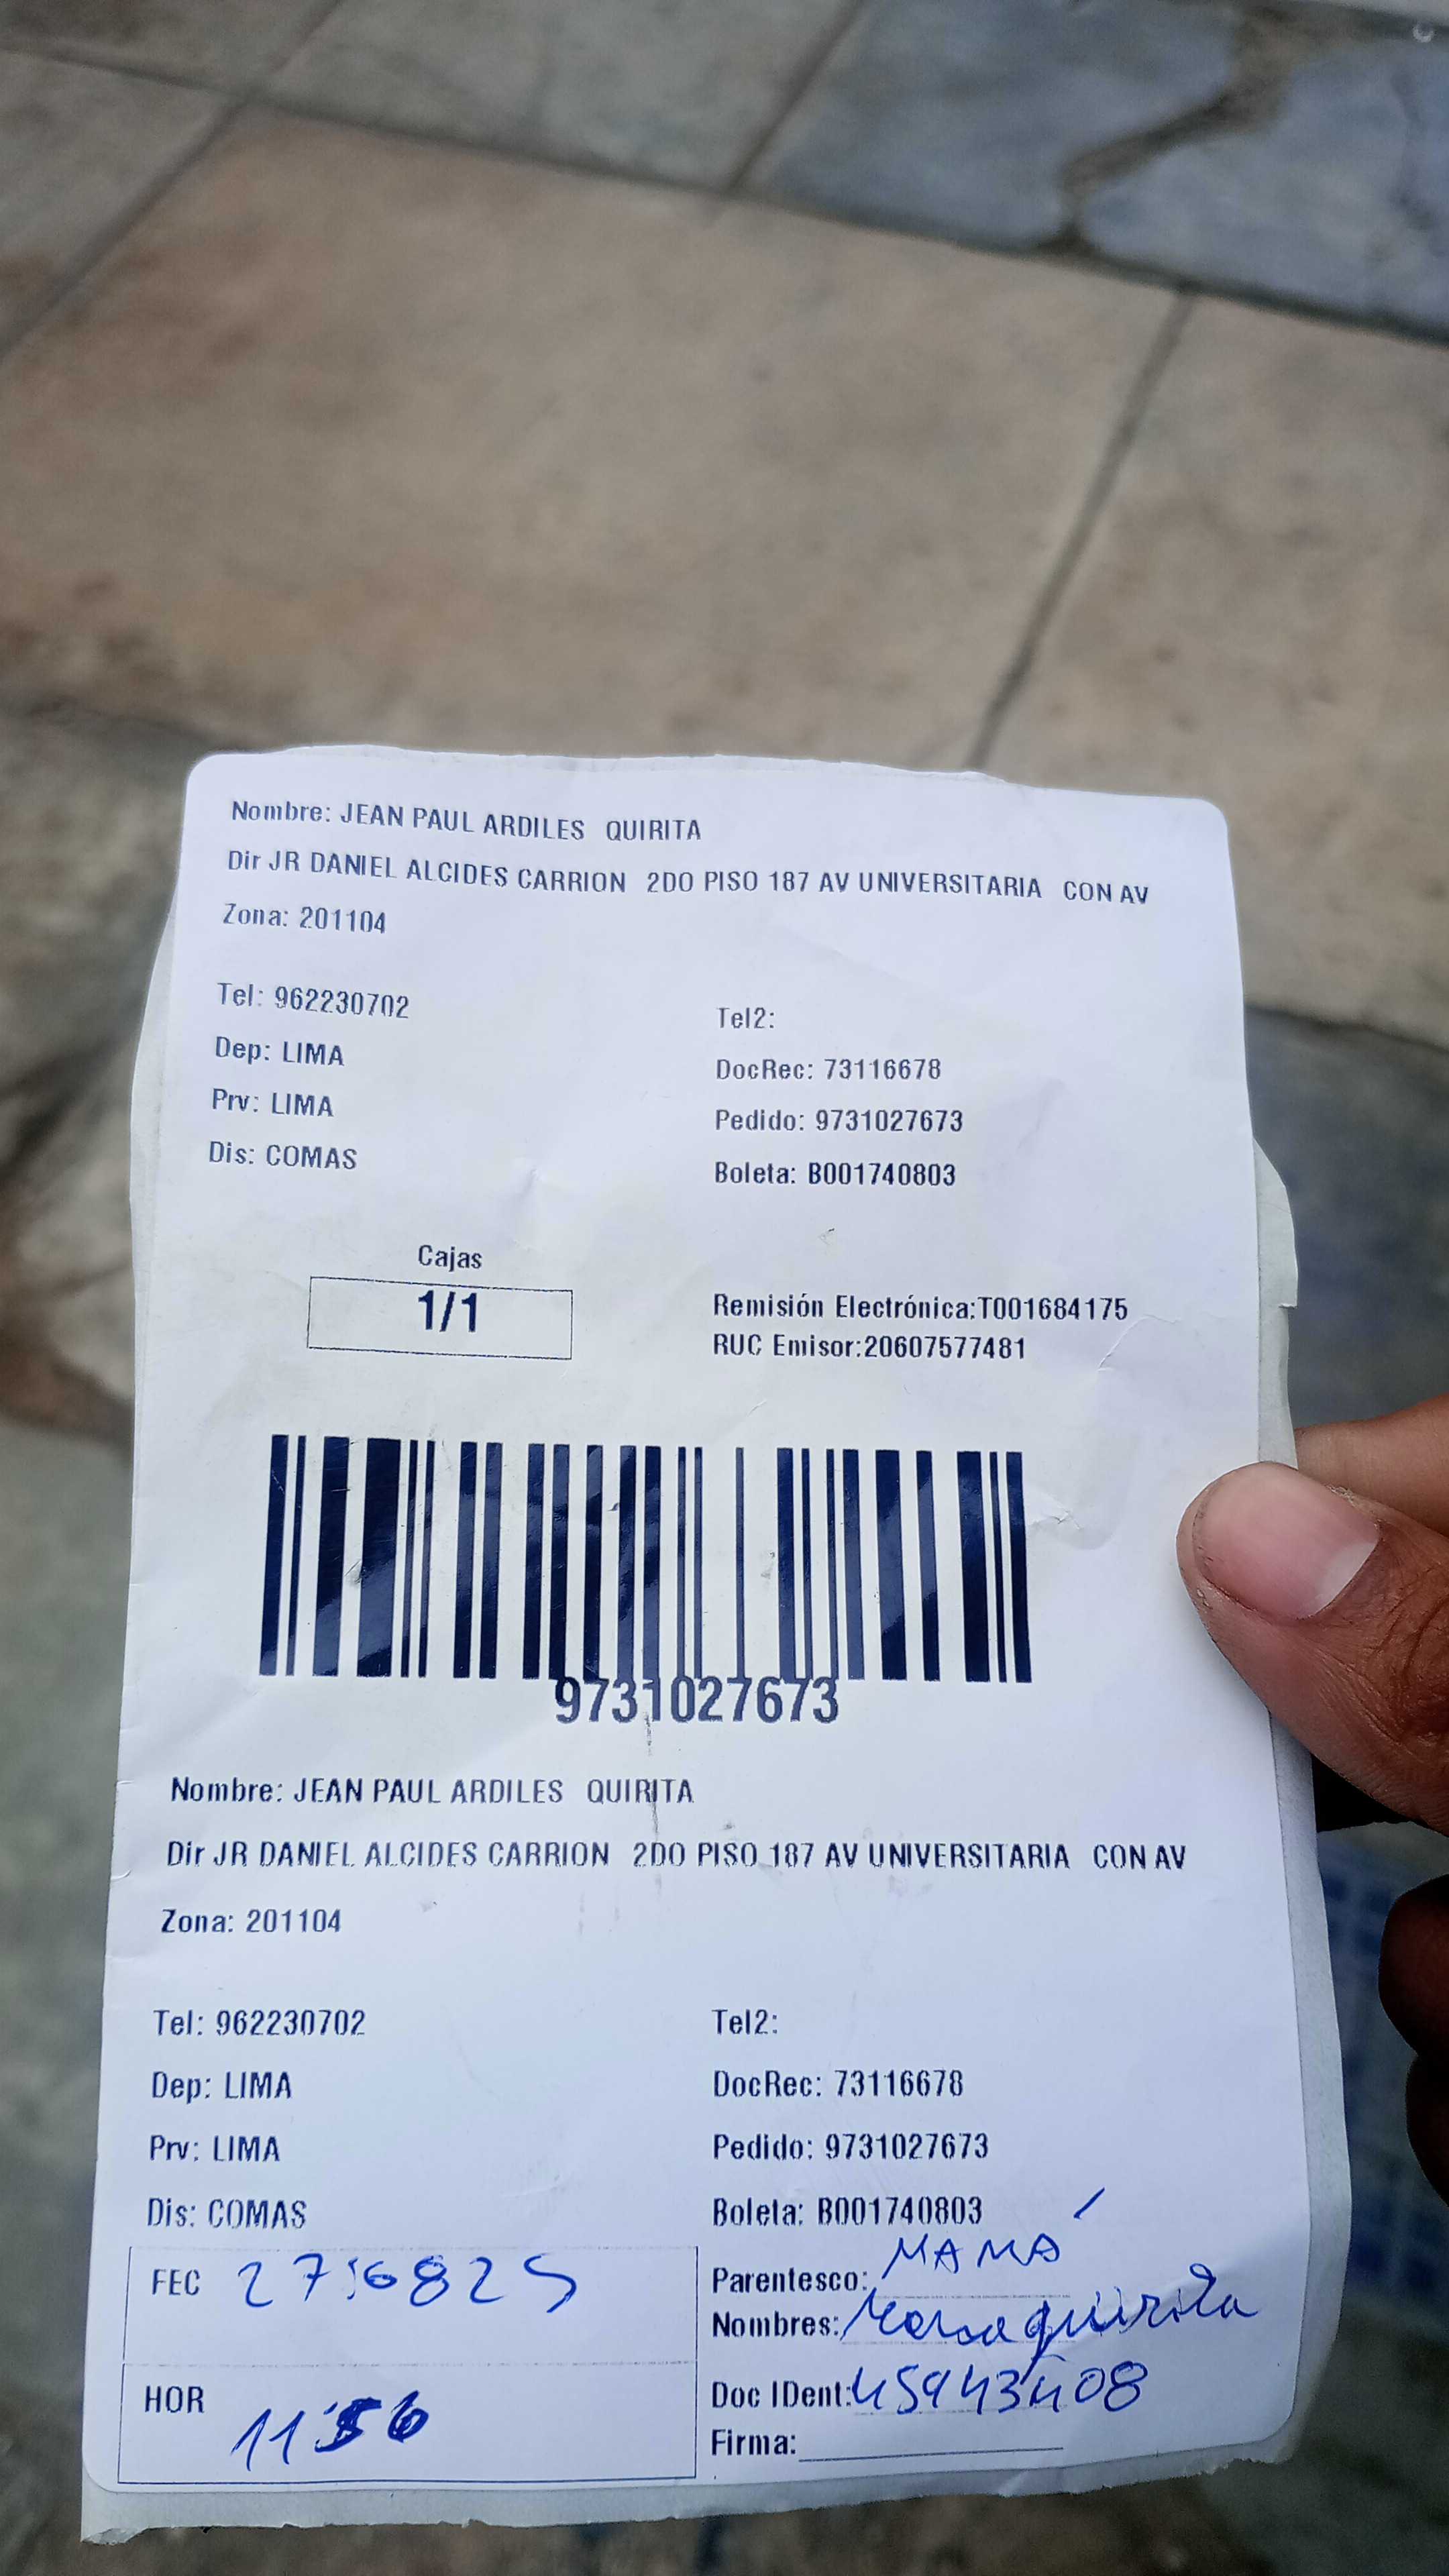 Nombre: JEAN PAUL ARDILES QUIRITA
Dir JR DANIEL ALCIDES CARRION 2DO PISO 187 AV UNIVERSITARIA CON AV
Zona: 201104
Tel: 962230702
Tel2:
Dep: LIMA
DocRec: 73116678
Prv: LIMA
Pedido: 9731027673
Dis: COMAS
Boleta: B001740803
Cajas
1/1
Remisión Electrónica:T001684175
RUC Emisor:20607577481
9731027673
Nombre: JEAN PAUL ARDILES QUIRITA
Dir JR DANIEL ALCIDES CARRION 2DO PISO 187 AV UNIVERSITARIA CON AV
Zona: 201104
Tel: 962230702
Tel2:
Dep: LIMA
DocRec: 73116678
Prv: LIMA
Pedido: 9731027673
Dis: COMAS
Boleta: B001740803
FEC
Parentesco: MAMÁ
Nombres: quirita
HOR 11 56
Doc IDent: 45943408
Firma: